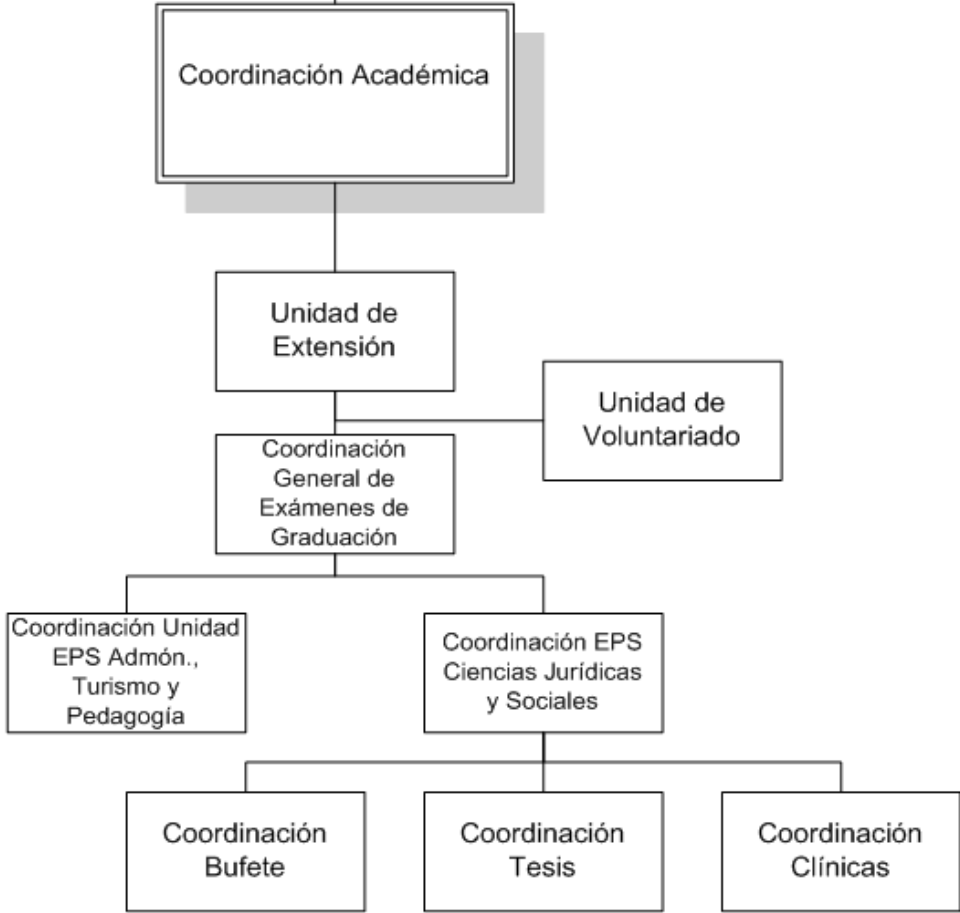 Coordinación Académica
Unidad de
Extensión
Unidad de
Voluntariado
Coordinación
General de
Exámenes de
Graduación
Coordinación Unidad
EPS Admón.,
Turismo y
Pedagogía
Coordinación EPS
Ciencias Jurídicas
y Sociales
Coordinación
Bufete
Coordinación
Tesis
Coordinación
Clínicas